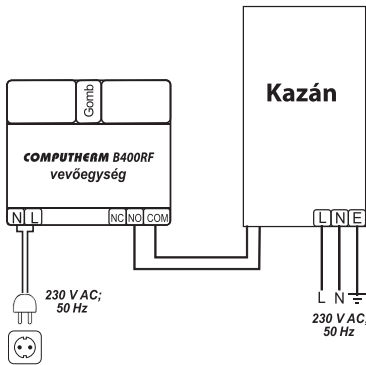 Gomb
Kazán
COMPUTHERM B400RF
vevőegység
N L
NC NO COM
L N E
230 V AC;
50 Hz
L N
230 V AC;
50 Hz